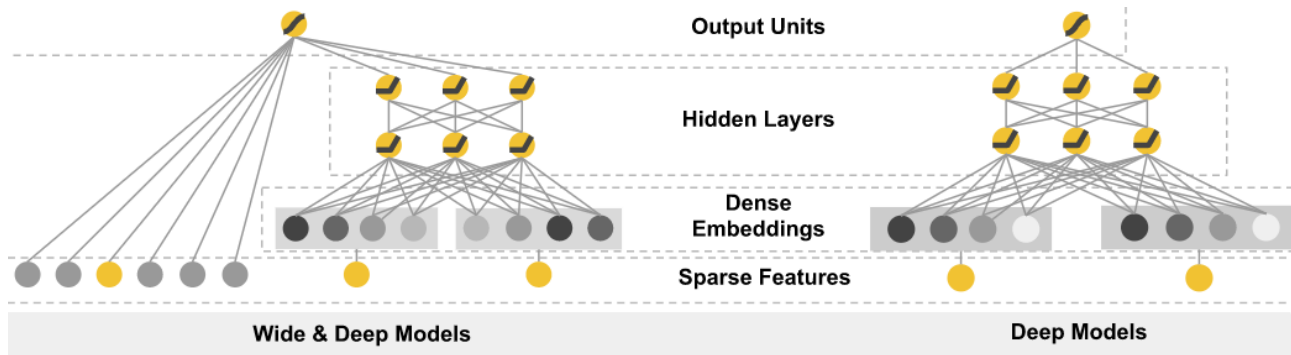 Output Units
Hidden Layers
Dense
Embeddings
Sparse Features
Wide & Deep Models
Deep Models